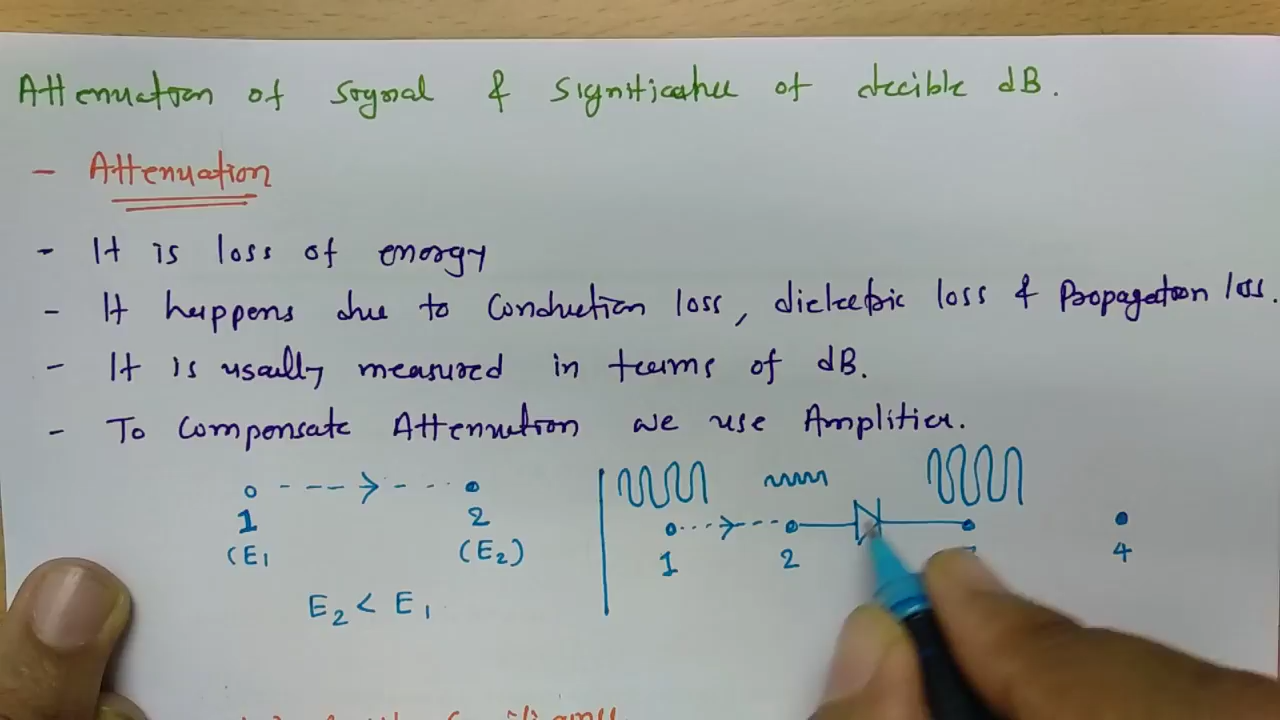 Attenuation of signal & significance of decible dB.
- Attenuation
- It is loss of energy
- It happens due to Conduction loss, dielectric loss & Propagation loss.
- It is usually measured in terms of dB.
- To Compensate Attenuation we use Amplifier.
1 2 1 2 4
(E1 (E2)
E2 < E1